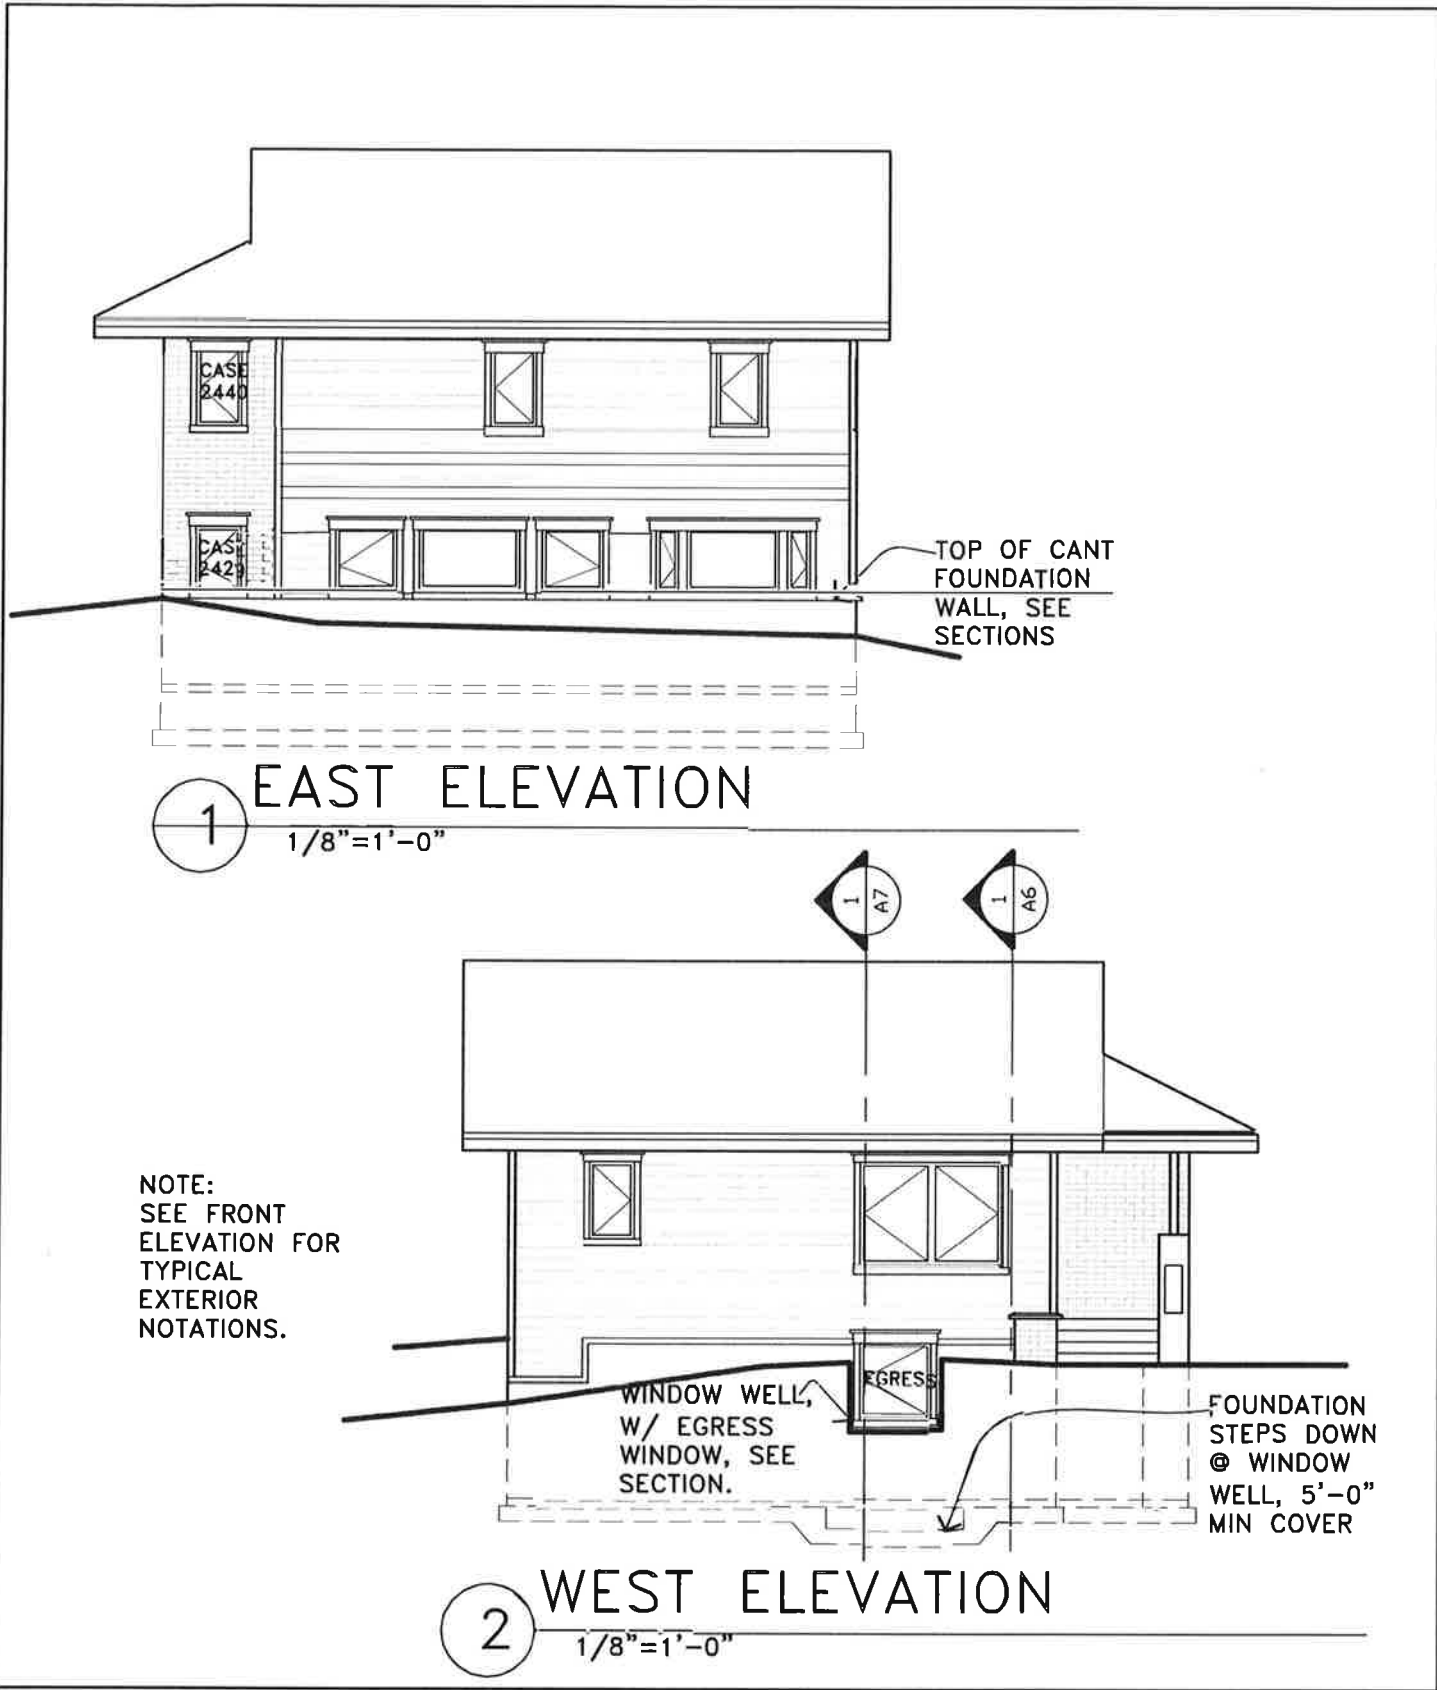 CASE
2440
CASE
2429
TOP OF CANT
FOUNDATION
WALL, SEE
SECTIONS
1
EAST ELEVATION
1/8"=1'-0"
1
A7
1
A6
NOTE:
SEE FRONT
ELEVATION FOR
TYPICAL
EXTERIOR
NOTATIONS.
EGRESS
WINDOW WELL,
W/ EGRESS
WINDOW, SEE
SECTION.
FOUNDATION
STEPS DOWN
@ WINDOW
WELL, 5'-0"
MIN COVER
2
WEST ELEVATION
1/8"=1'-0"